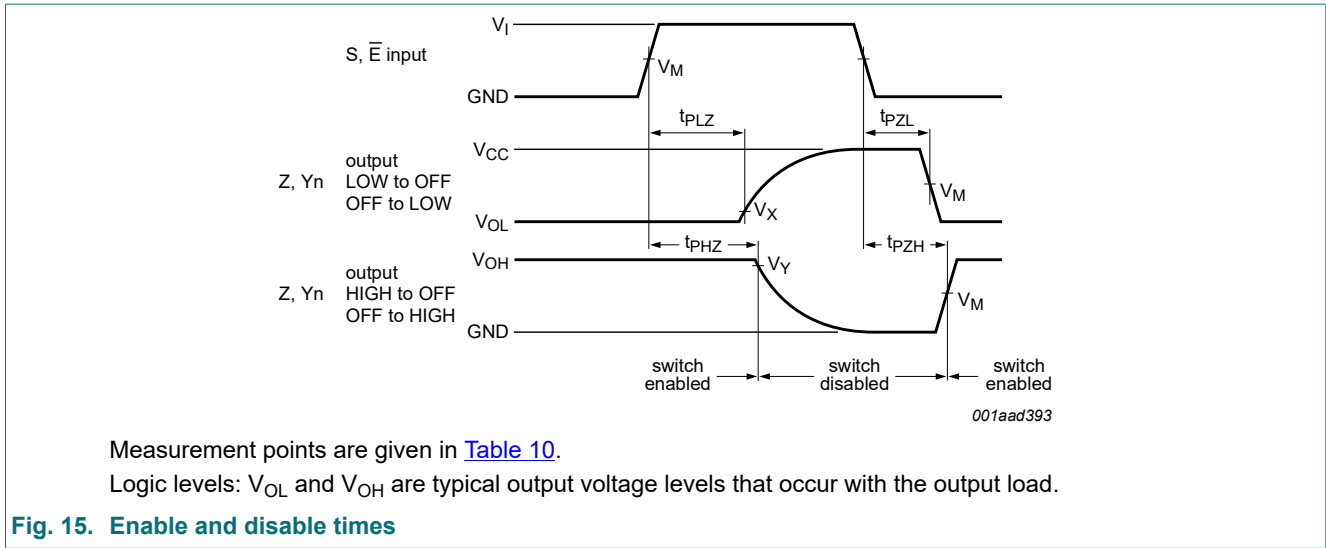 V_I
S, E̅ input
V_M
GND
t_PLZ
t_PZL
V_CC
output
Z, Yn LOW to OFF
OFF to LOW
V_M
V_X
V_OL
t_PHZ
t_PZH
V_OH
V_Y
output
Z, Yn HIGH to OFF
OFF to HIGH
V_M
GND
switch enabled
switch disabled
switch enabled
001aad393
Measurement points are given in Table 10.
Logic levels: V_OL and V_OH are typical output voltage levels that occur with the output load.
Fig. 15. Enable and disable times